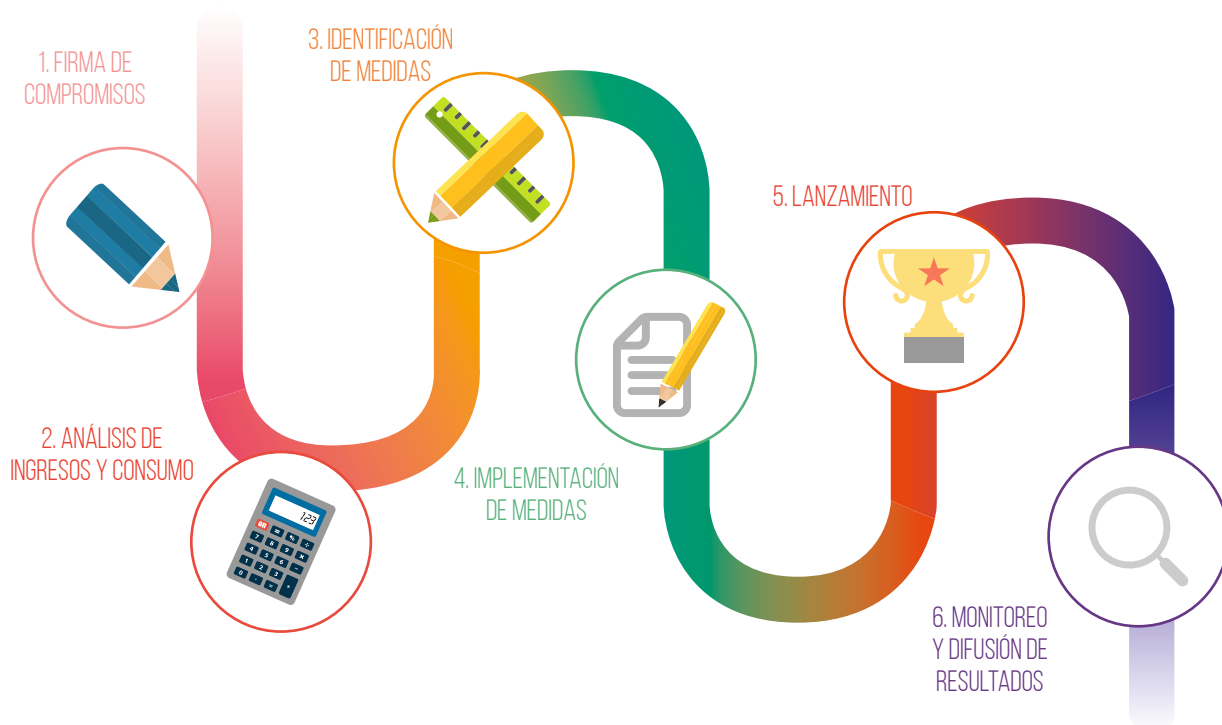 1. FIRMA DE
COMPROMISOS
2. ANÁLISIS DE
INGRESOS Y CONSUMO
123
3. IDENTIFICACIÓN
DE MEDIDAS
4. IMPLEMENTACIÓN
DE MEDIDAS
5. LANZAMIENTO
6. MONITOREO
Y DIFUSIÓN DE
RESULTADOS